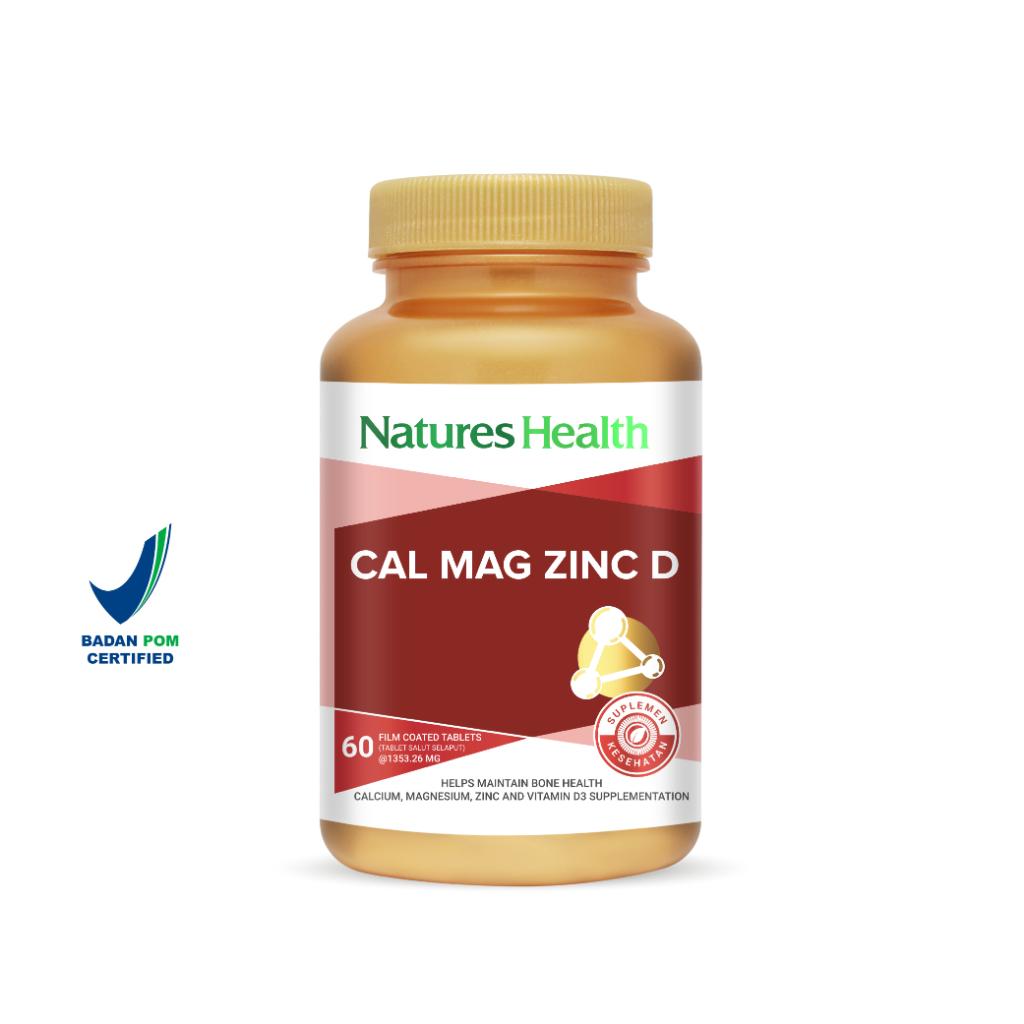 Natures Health
CAL MAG ZINC D
BADAN POM
CERTIFIED
SUPLEMEN
KESEHATAN
60
FILM COATED TABLETS
(TABLET SALUT SELAPUT)
@1353.26 MG
HELPS MAINTAIN BONE HEALTH
CALCIUM, MAGNESIUM, ZINC AND VITAMIN D3 SUPPLEMENTATION